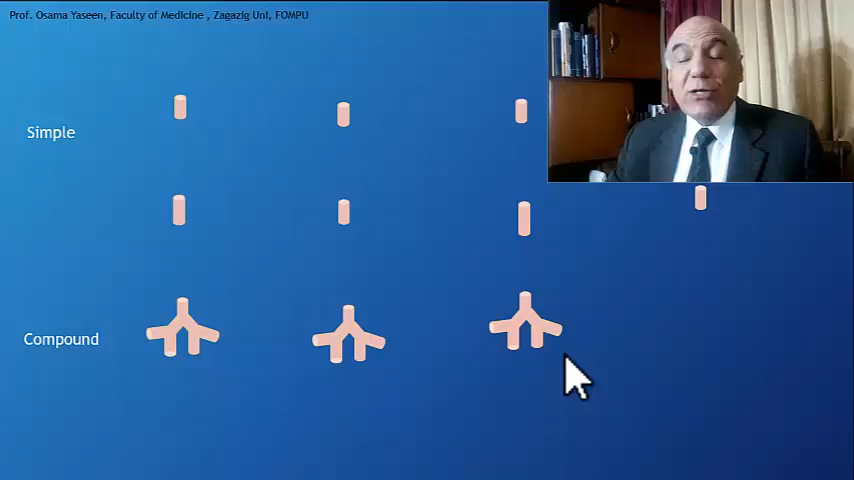 Prof. Osama Yaseen, Faculty of Medicine , Zagazig Uni, FOMPU
Simple
Compound